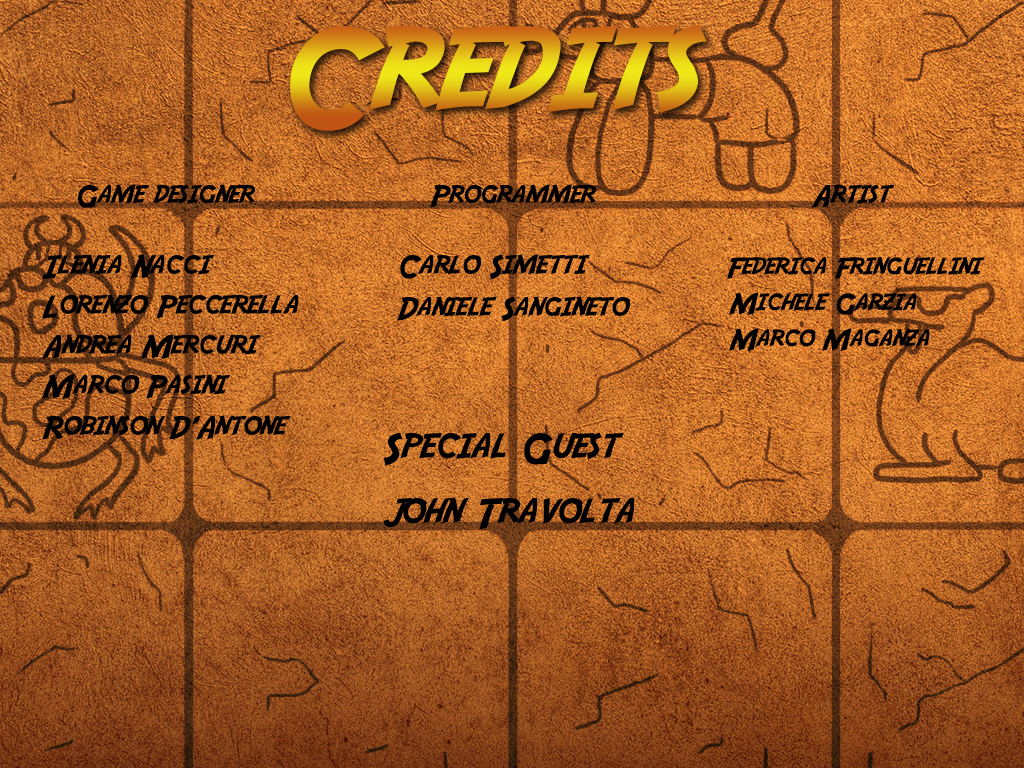 Credits
Game designer
Ilenia Nacci
Lorenzo Peccerella
Andrea Mercuri
Marco Pasini
Robinson D'Antone
Programmer
Carlo Simetti
Daniele Sangineto
Artist
Federica Fringuellini
Michele Garzia
Marco Maganza
Special Guest
John Travolta